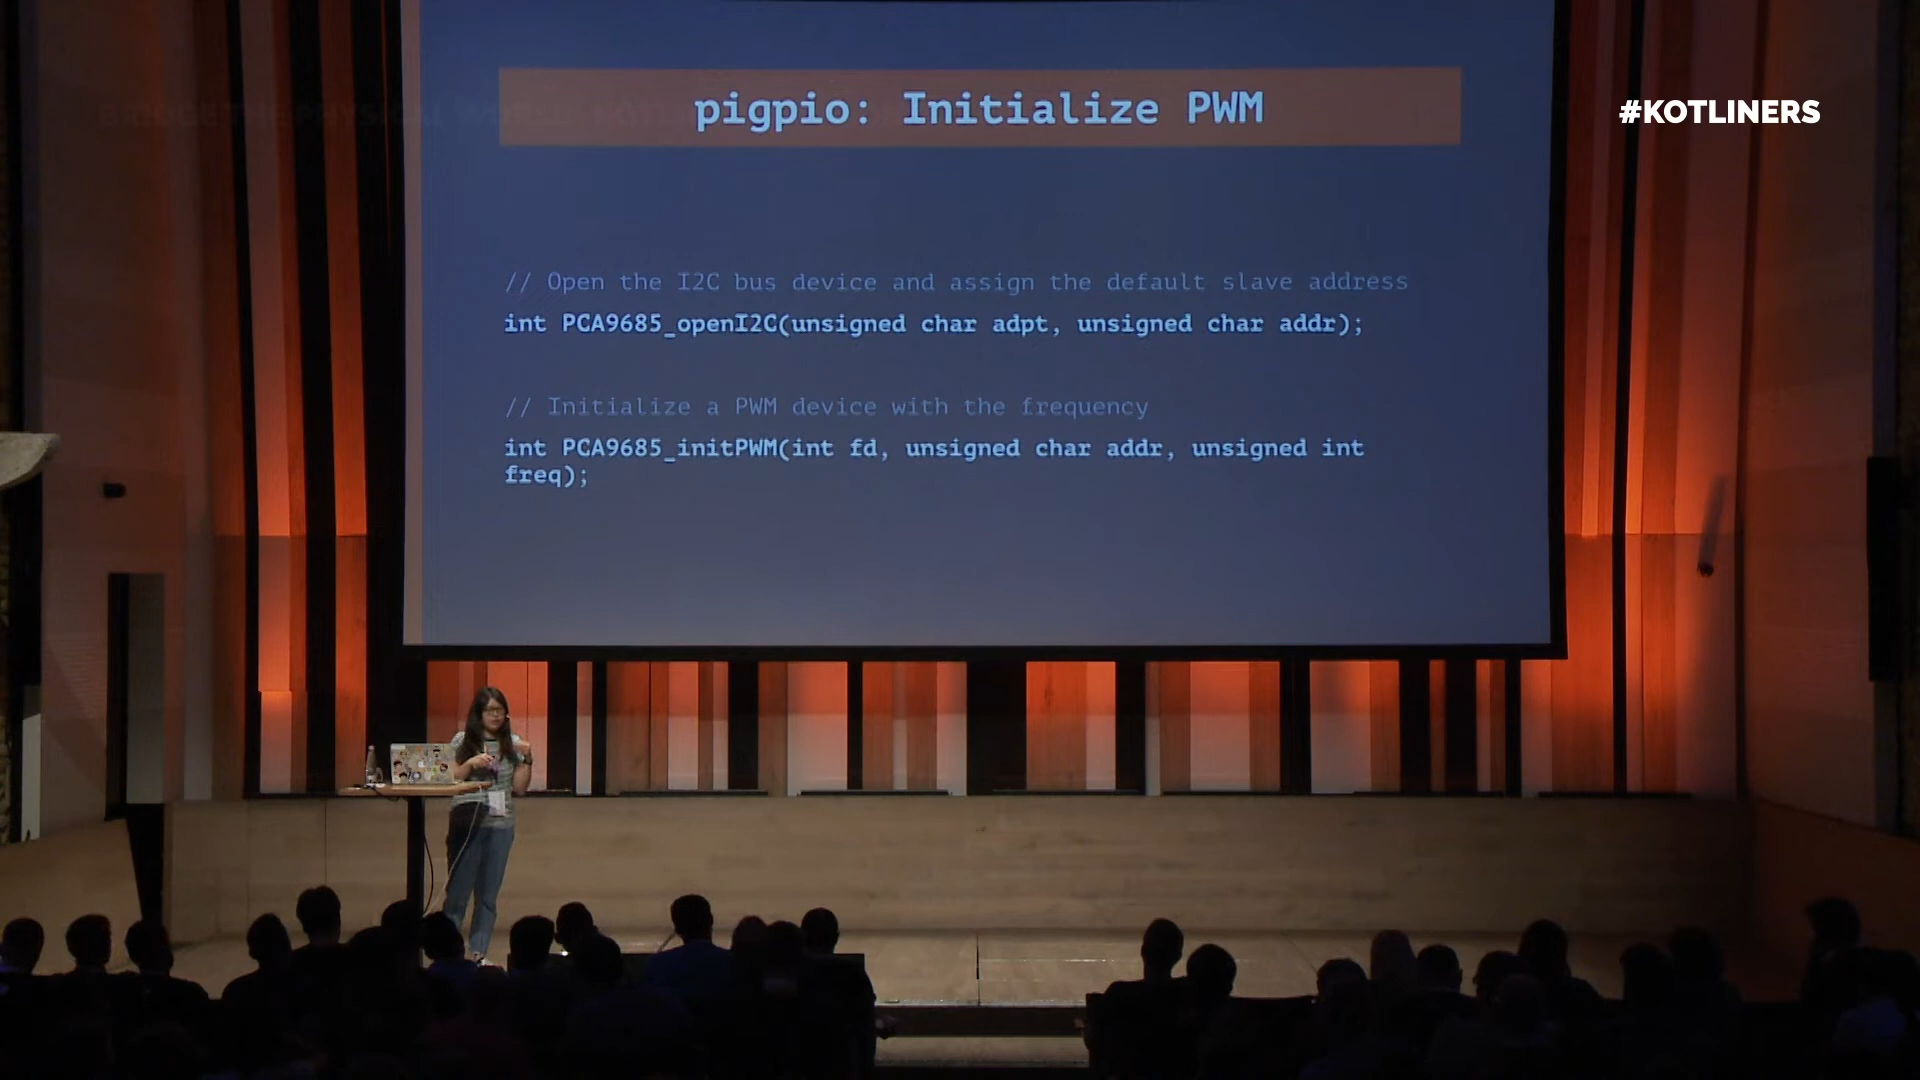 pigpio: Initialize PWM
#KOTLINERS
// Open the I2C bus device and assign the default slave address
int PCA9685_openI2C(unsigned char adpt, unsigned char addr);
// Initialize a PWM device with the frequency
int PCA9685_initPWM(int fd, unsigned char addr, unsigned int
freq);